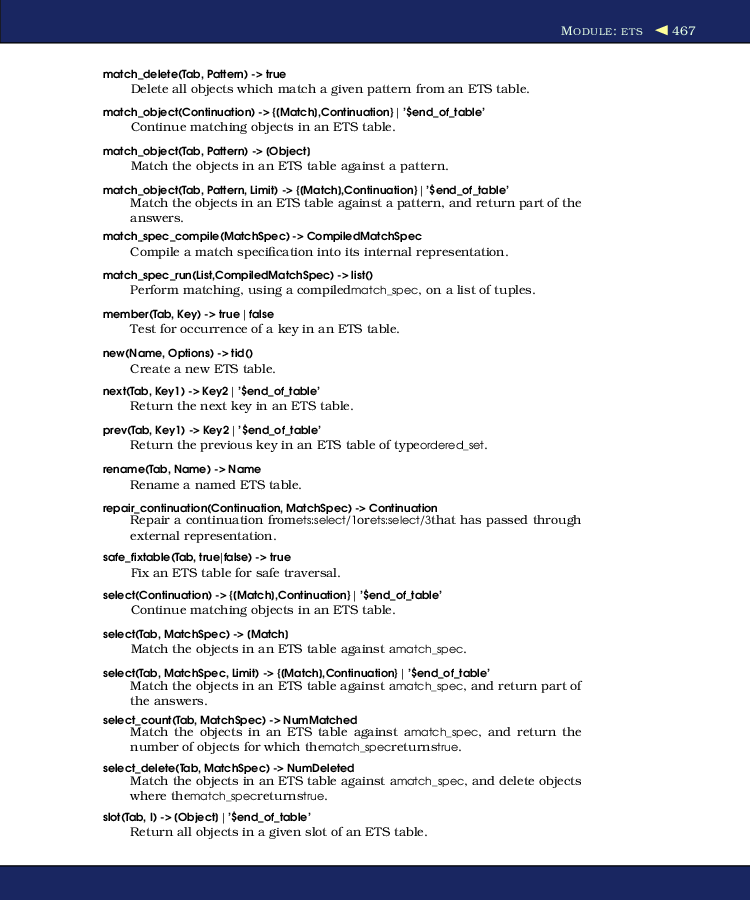 MODULE: ETS ◀ 467
match_delete(Tab, Pattern) -> true
Delete all objects which match a given pattern from an ETS table.
match_object(Continuation) -> {[Match],Continuation} | '$end_of_table'
Continue matching objects in an ETS table.
match_object(Tab, Pattern) -> [Object]
Match the objects in an ETS table against a pattern.
match_object(Tab, Pattern, Limit) -> {[Match],Continuation} | '$end_of_table'
Match the objects in an ETS table against a pattern, and return part of the
answers.
match_spec_compile(MatchSpec) -> CompiledMatchSpec
Compile a match specification into its internal representation.
match_spec_run(List,CompiledMatchSpec) -> list()
Perform matching, using a compiledmatch_spec, on a list of tuples.
member(Tab, Key) -> true | false
Test for occurrence of a key in an ETS table.
new(Name, Options) -> tid()
Create a new ETS table.
next(Tab, Key1) -> Key2 | '$end_of_table'
Return the next key in an ETS table.
prev(Tab, Key1) -> Key2 | '$end_of_table'
Return the previous key in an ETS table of typeordered_set.
rename(Tab, Name) -> Name
Rename a named ETS table.
repair_continuation(Continuation, MatchSpec) -> Continuation
Repair a continuation fromets:select/1orets:select/3that has passed through
external representation.
safe_fixtable(Tab, true|false) -> true
Fix an ETS table for safe traversal.
select(Continuation) -> {[Match],Continuation} | '$end_of_table'
Continue matching objects in an ETS table.
select(Tab, MatchSpec) -> [Match]
Match the objects in an ETS table against amatch_spec.
select(Tab, MatchSpec, Limit) -> {[Match],Continuation} | '$end_of_table'
Match the objects in an ETS table against amatch_spec, and return part of
the answers.
select_count(Tab, MatchSpec) -> NumMatched
Match the objects in an ETS table against amatch_spec, and return the
number of objects for which thematch_specreturnstrue.
select_delete(Tab, MatchSpec) -> NumDeleted
Match the objects in an ETS table against amatch_spec, and delete objects
where thematch_specreturnstrue.
slot(Tab, I) -> [Object] | '$end_of_table'
Return all objects in a given slot of an ETS table.